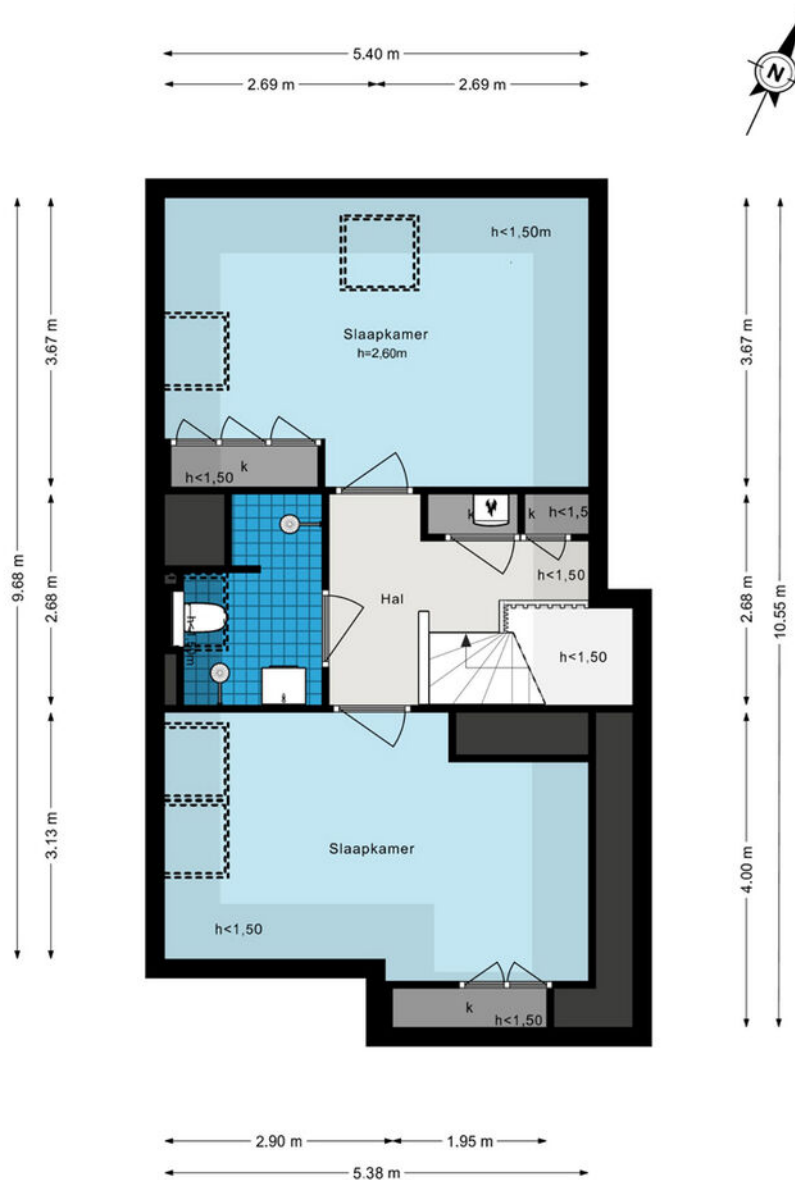 5.40 m
2.69 m
2.69 m
N
h<1,50m
3.67 m
3.67 m
Slaapkamer
h=2,60m
k
h<1,50
k
k
h<1,5
9.68 m
2.68 m
h<1,50
2.68 m
10.55 m
Hal
h<1,50
3.13 m
Slaapkamer
4.00 m
h<1,50
k
h<1,50
2.90 m
1.95 m
5.38 m